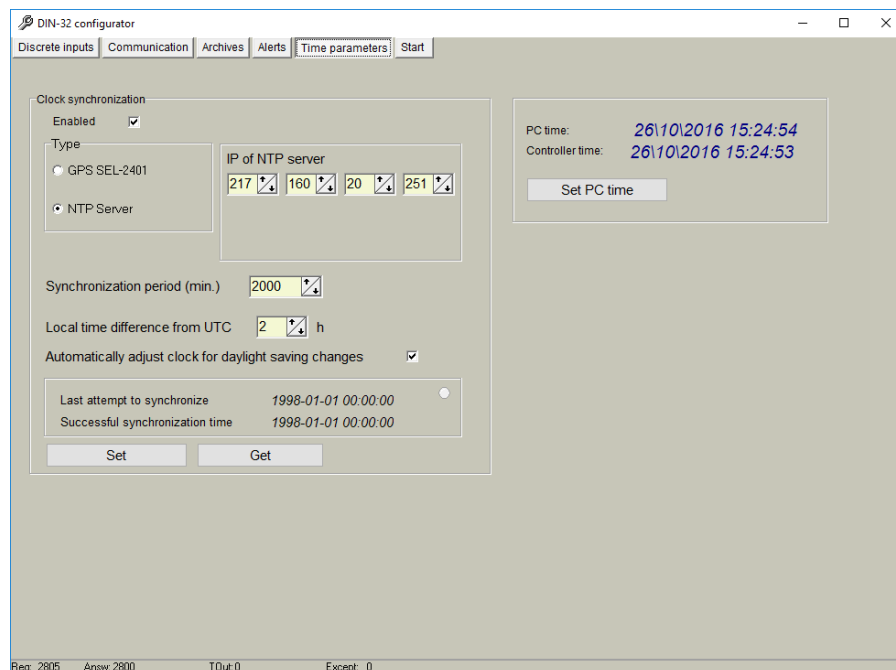 DIN-32 configurator
Discrete inputs Communication Archives Alerts Time parameters Start
Clock synchronization
Enabled
Type
GPS SEL-2401
NTP Server
IP of NTP server
217 160 20 251
Synchronization period (min.) 2000
Local time difference from UTC 2 h
Automatically adjust clock for daylight saving changes
Last attempt to synchronize 1998-01-01 00:00:00
Successful synchronization time 1998-01-01 00:00:00
Set Get
PC time: 26\10\2016 15:24:54
Controller time: 26\10\2016 15:24:53
Set PC time
Req: 2805 Answ: 2800 TOut: 0 Except: 0